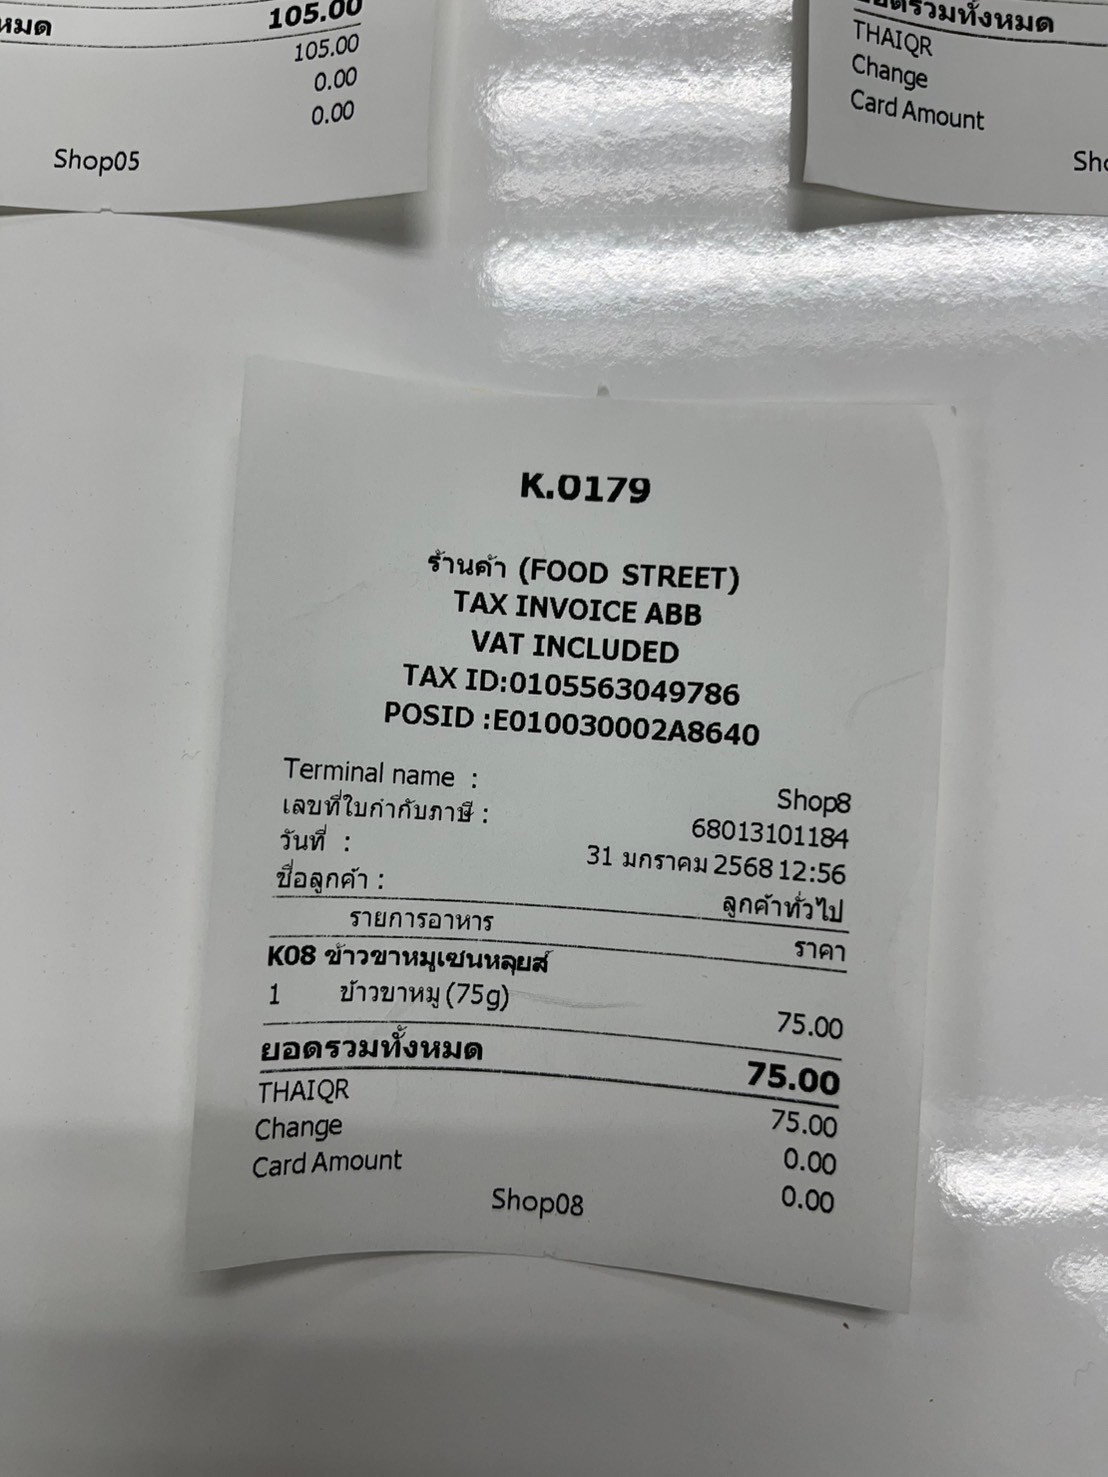 หมด 105.00
105.00
0.00
0.00
Shop05
ยอดรวมทั้งหมด
THAIQR
Change
Card Amount
K.0179
ร้านค้า (FOOD STREET)
TAX INVOICE ABB
VAT INCLUDED
TAX ID:0105563049786
POSID :E010030002A8640
Terminal name : Shop8
เลขที่ใบกำกับภาษี : 68013101184
วันที่ : 31 มกราคม 2568 12:56
ชื่อลูกค้า : ลูกค้าทั่วไป
รายการอาหาร ราคา
K08 ข้าวขาหมูเซนหลุยส์
1 ข้าวขาหมู (75g) 75.00
ยอดรวมทั้งหมด 75.00
THAIQR 75.00
Change 0.00
Card Amount 0.00
Shop08